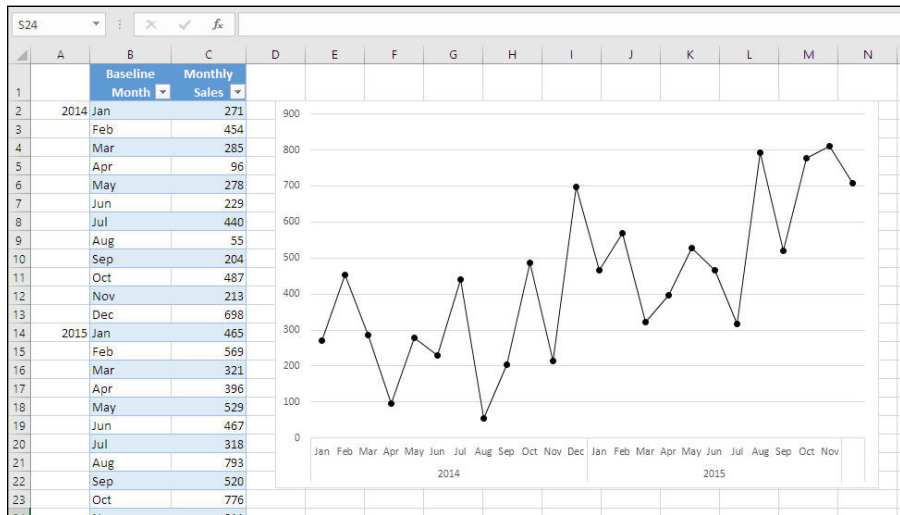 S24 fx
A B C D E F G H I J K L M N
1 Baseline Month Monthly Sales
2 2014 Jan 271
3 Feb 454
4 Mar 285
5 Apr 96
6 May 278
7 Jun 229
8 Jul 440
9 Aug 55
10 Sep 204
11 Oct 487
12 Nov 213
13 Dec 698
14 2015 Jan 465
15 Feb 569
16 Mar 321
17 Apr 396
18 May 529
19 Jun 467
20 Jul 318
21 Aug 793
22 Sep 520
23 Oct 776
900
800
700
600
500
400
300
200
100
0
Jan Feb Mar Apr May Jun Jul Aug Sep Oct Nov Dec Jan Feb Mar Apr May Jun Jul Aug Sep Oct Nov
2014 2015